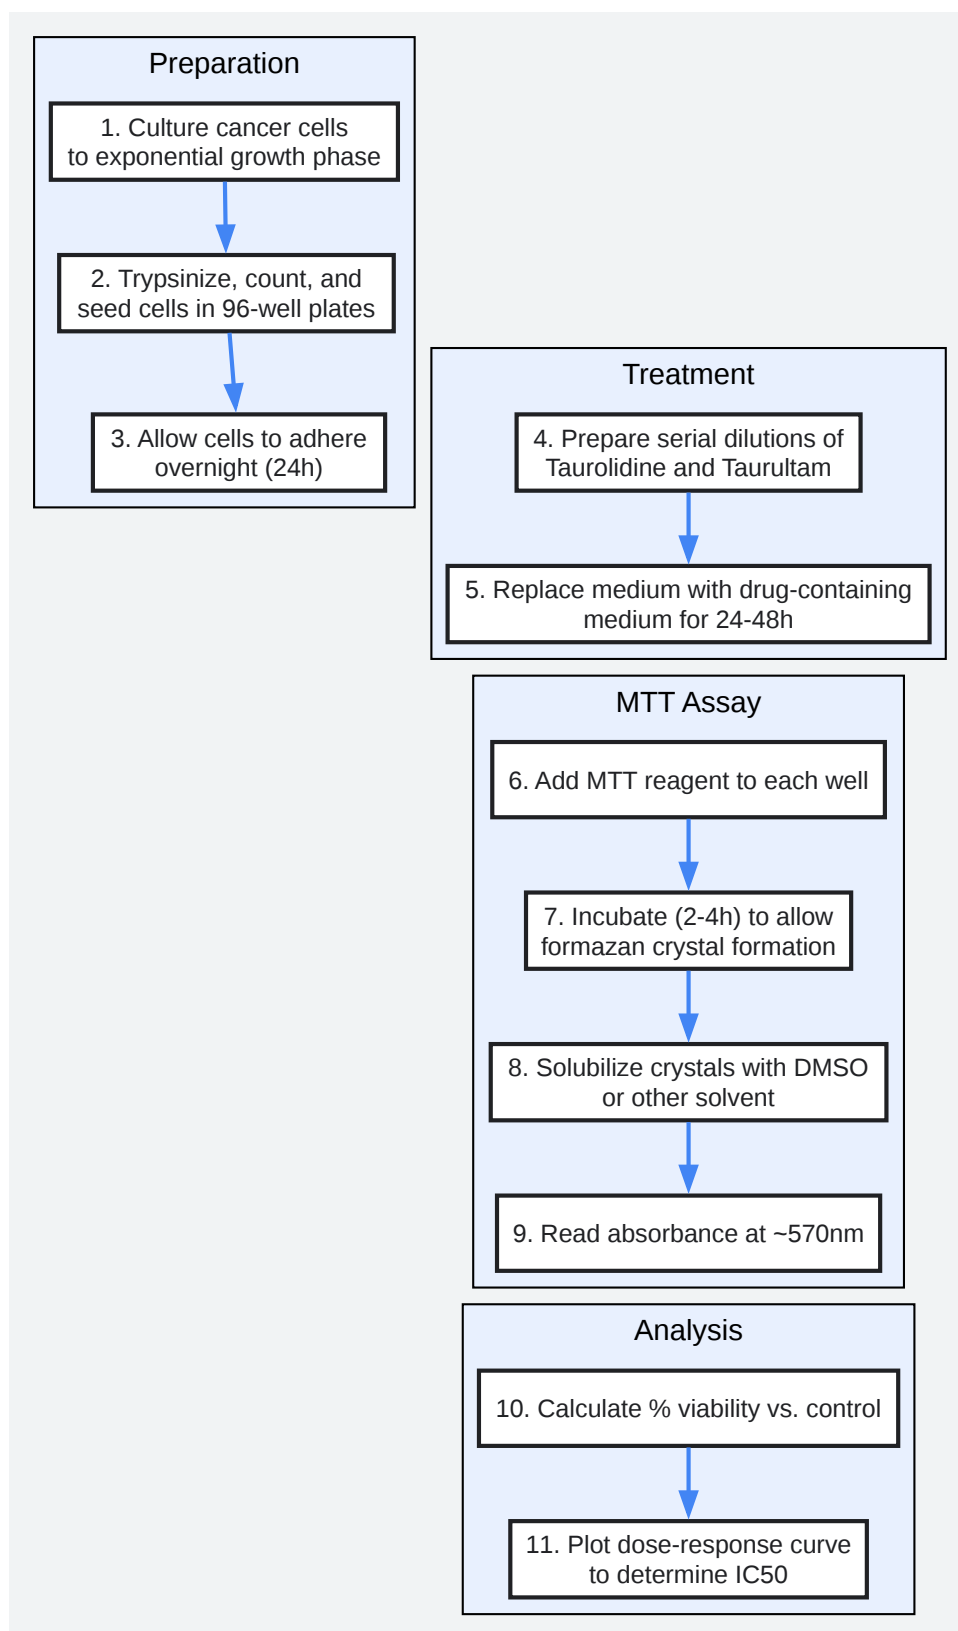 Preparation
1. Culture cancer cells
to exponential growth phase
2. Trypsinize, count, and
seed cells in 96-well plates
3. Allow cells to adhere
overnight (24h)
Treatment
4. Prepare serial dilutions of
Taurolidine and Taurultam
5. Replace medium with drug-containing
medium for 24-48h
MTT Assay
6. Add MTT reagent to each well
7. Incubate (2-4h) to allow
formazan crystal formation
8. Solubilize crystals with DMSO
or other solvent
9. Read absorbance at ~570nm
Analysis
10. Calculate % viability vs. control
11. Plot dose-response curve
to determine IC50